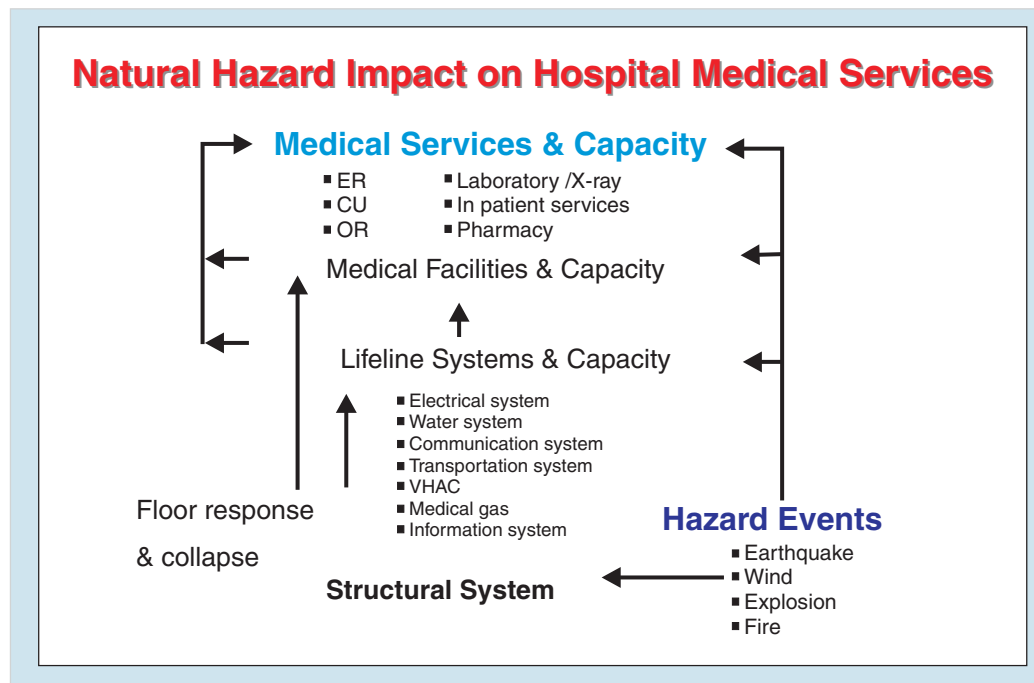 Natural Hazard Impact on Hospital Medical Services
Medical Services & Capacity
▪ ER
▪ CU
▪ OR
▪ Laboratory /X-ray
▪ In patient services
▪ Pharmacy
Medical Facilities & Capacity
Lifeline Systems & Capacity
▪ Electrical system
▪ Water system
▪ Communication system
▪ Transportation system
▪ VHAC
▪ Medical gas
▪ Information system
Floor response
& collapse
Structural System
Hazard Events
▪ Earthquake
▪ Wind
▪ Explosion
▪ Fire